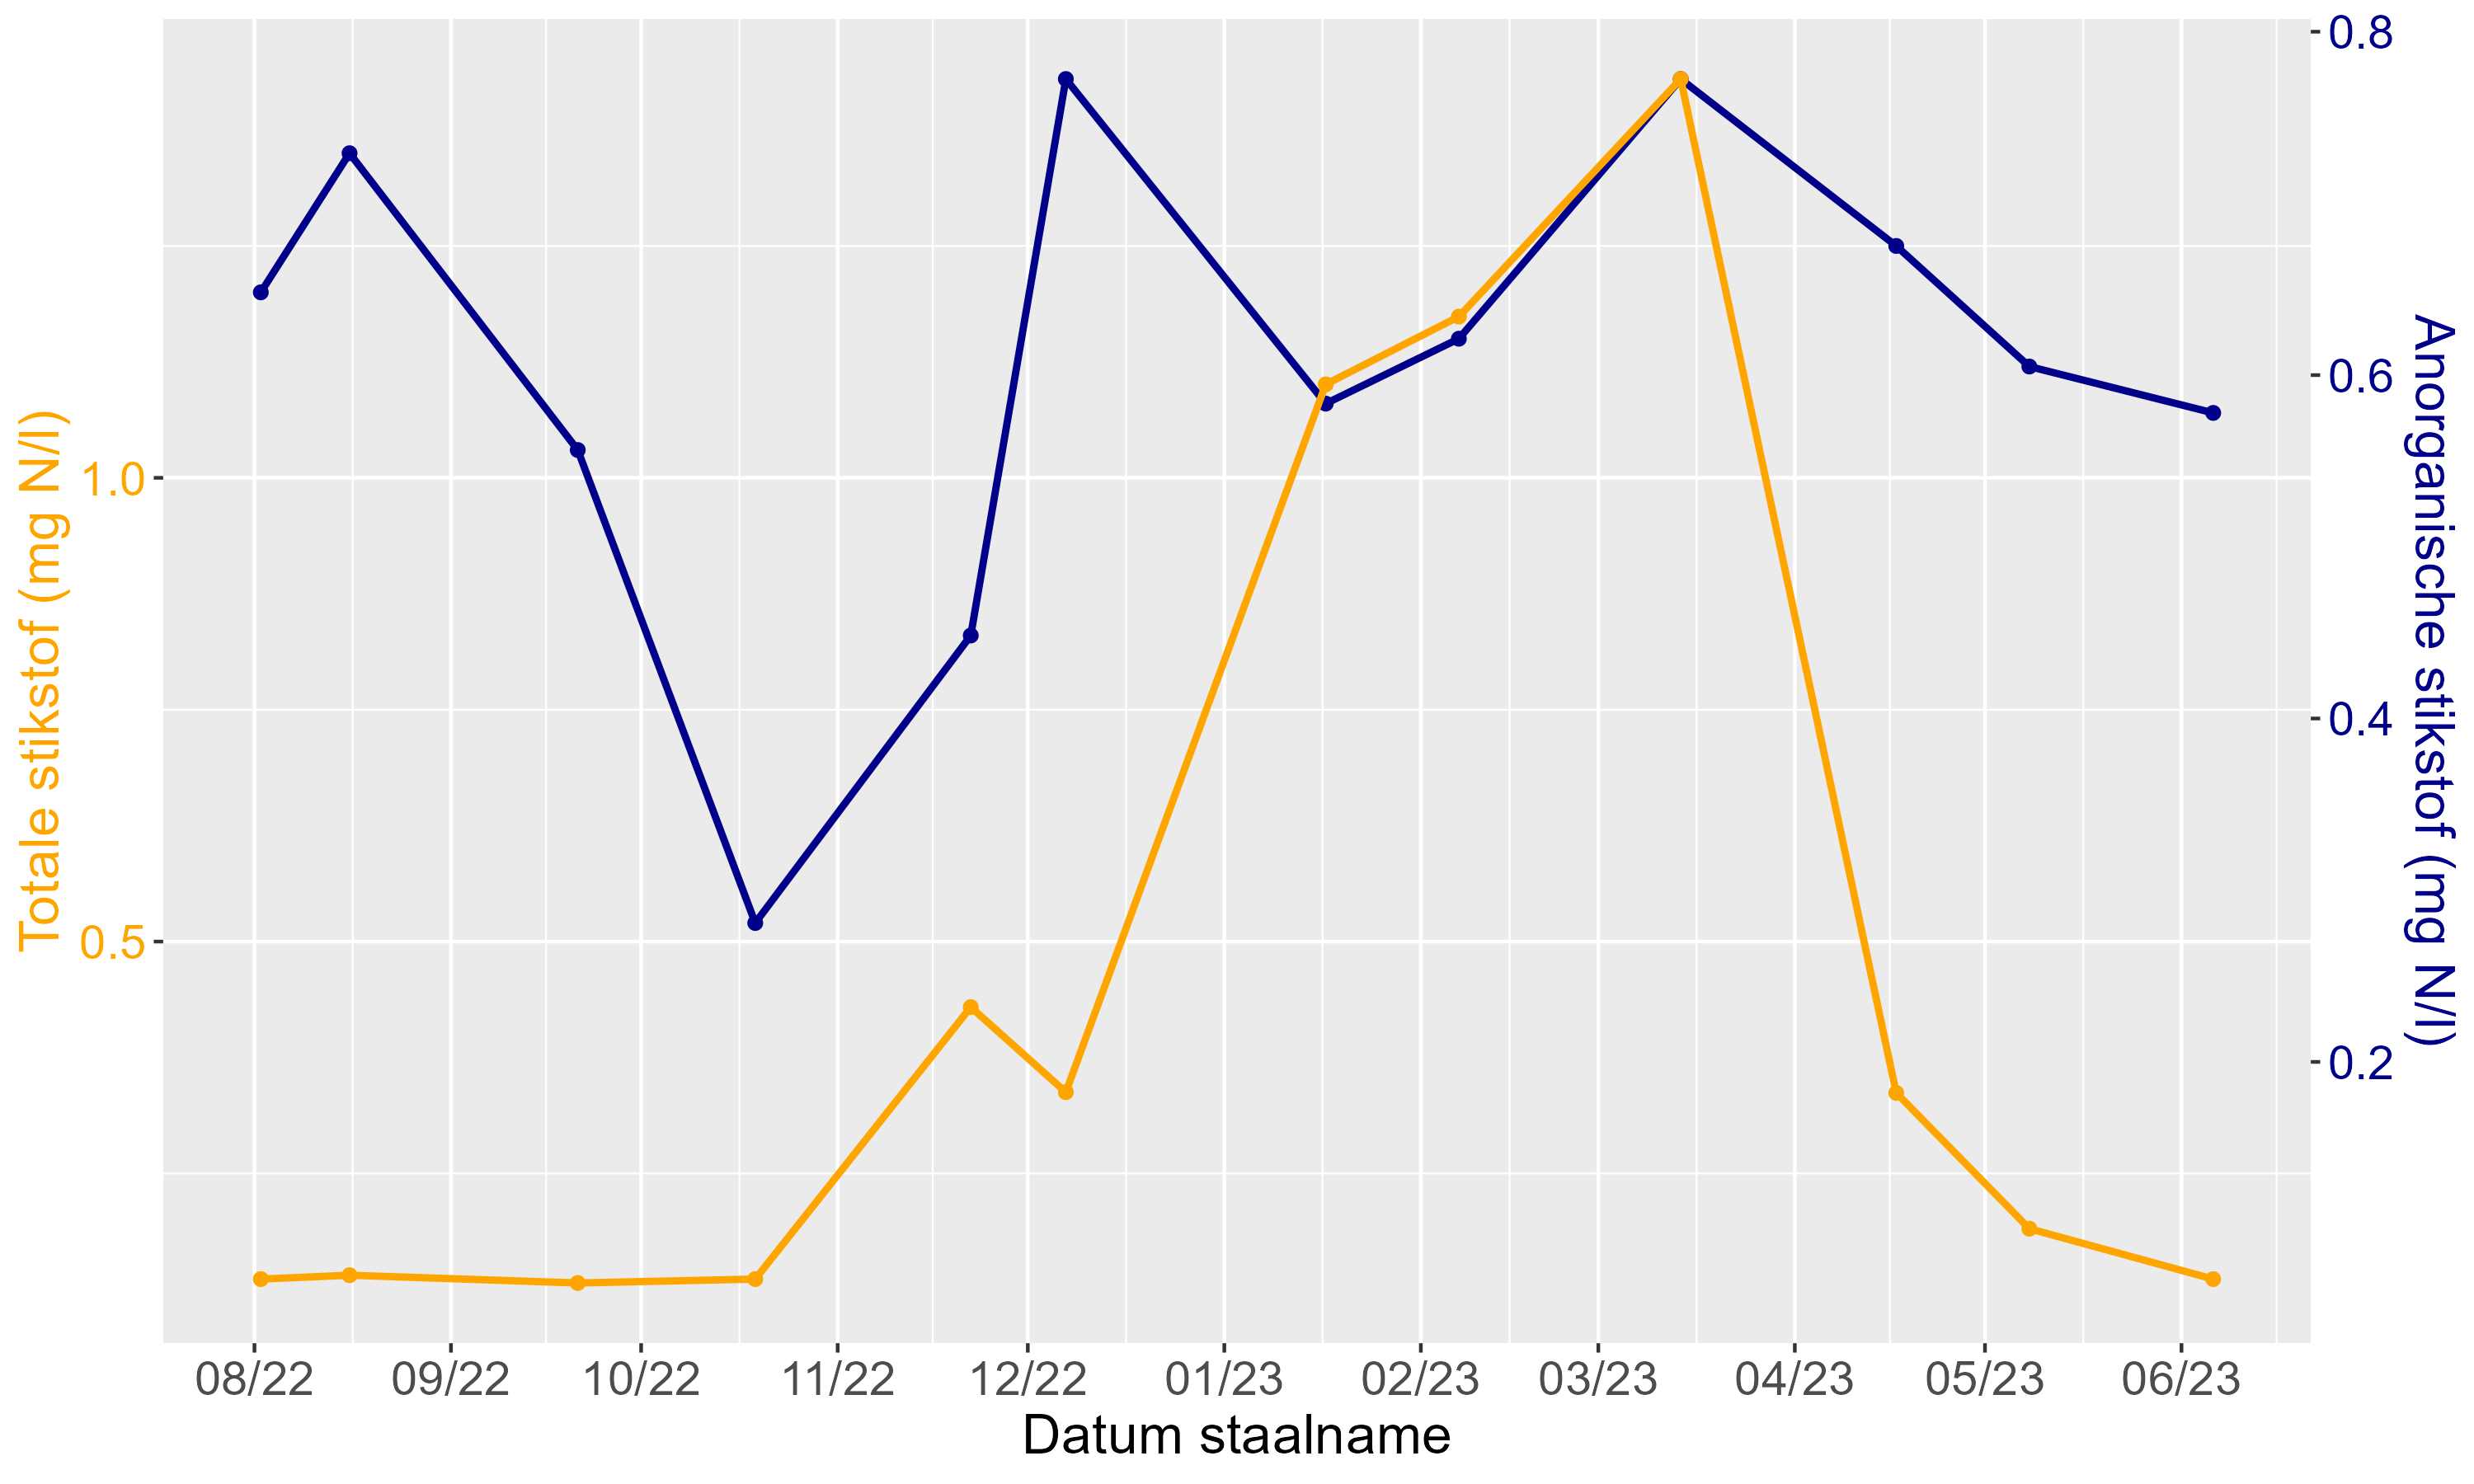 Totale stikstof (mg N/l)
1.0
0.5
0.8
0.6
0.4
0.2
Anorganische stikstof (mg N/l)
08/22 09/22 10/22 11/22 12/22 01/23 02/23 03/23 04/23 05/23 06/23
Datum staalname